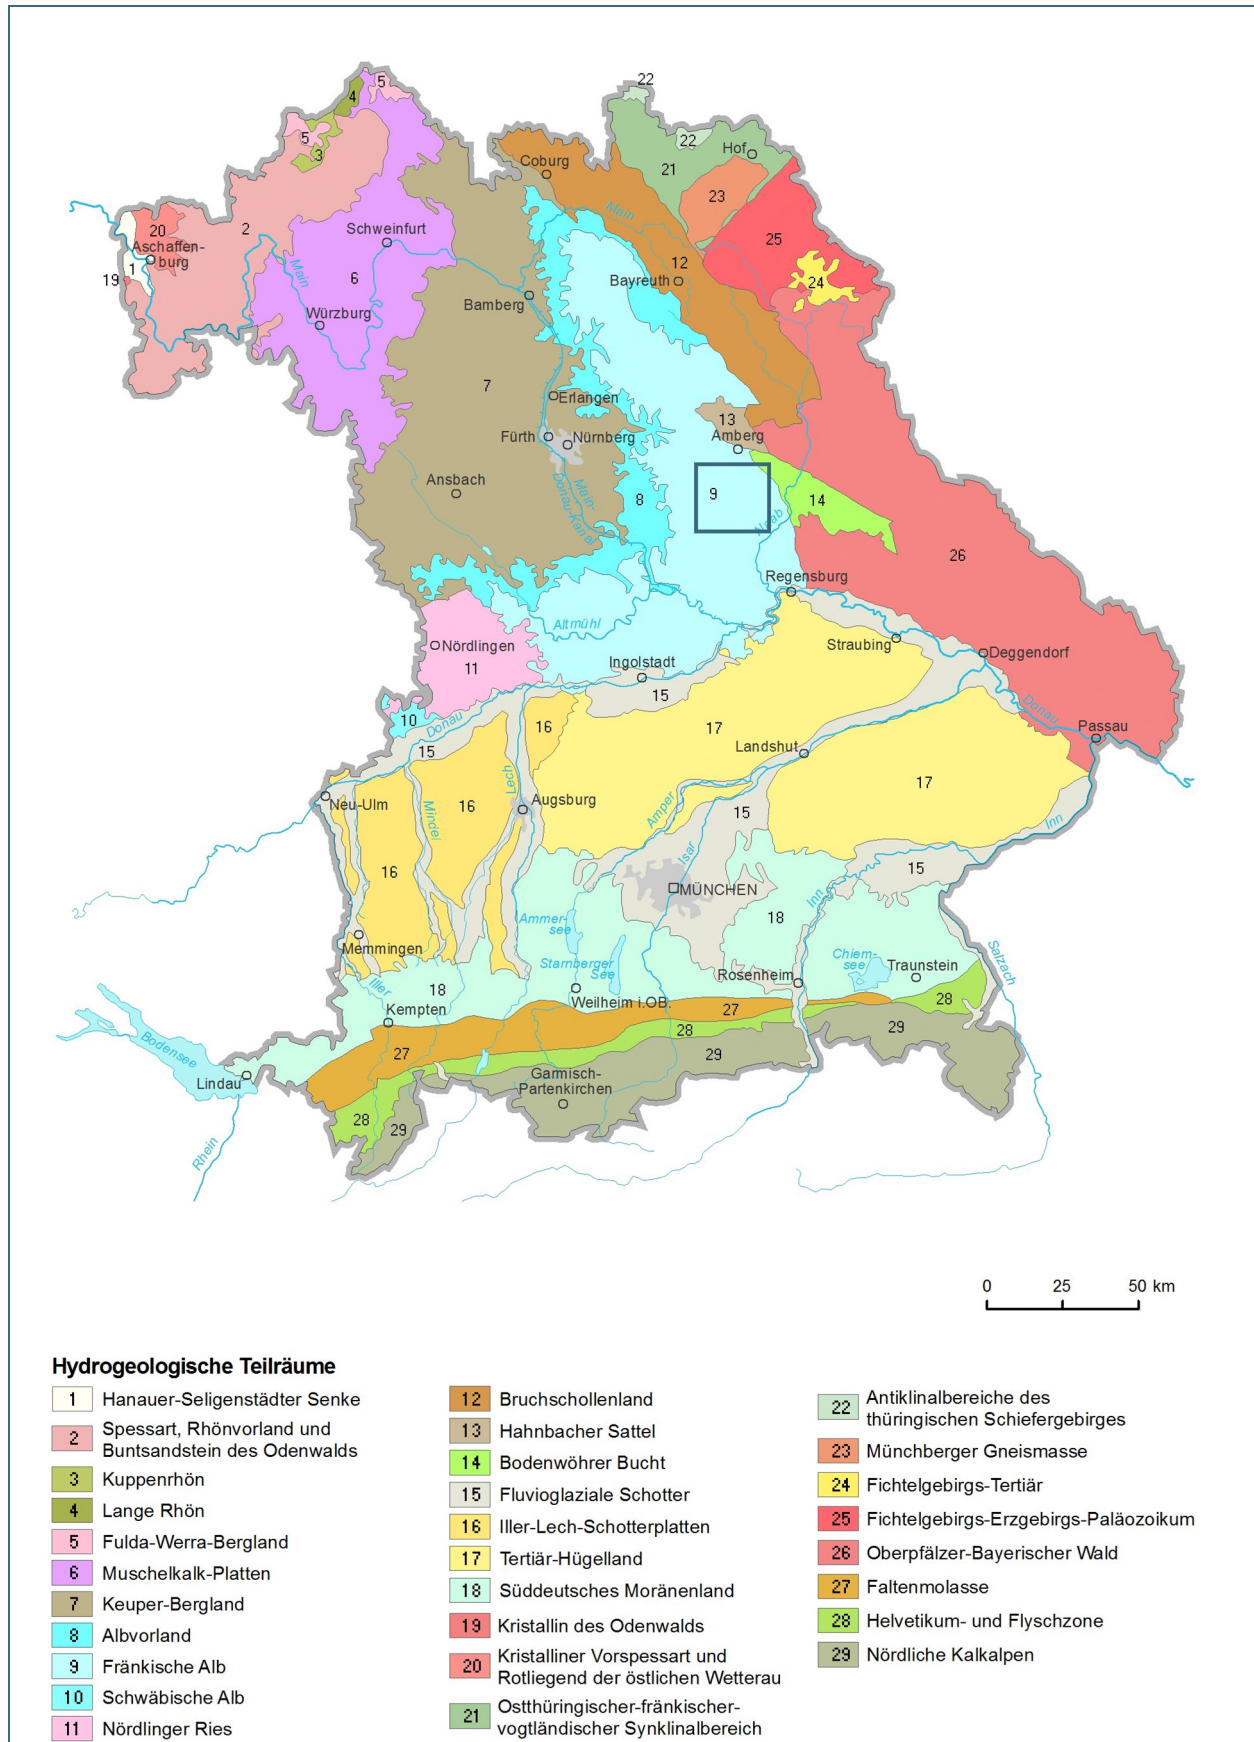 22
5
4
22
5
Hof
3
Coburg
21
23
Main
20
2
Schweinfurt
25
Aschaffen-
burg
12
1
Main
6
19
Bayreuth
24
Bamberg
Würzburg
7
Erlangen
13
Fürth
Nürnberg
Amberg
Ansbach
Main-
Donau-Kanal
8
9
14
Naab
26
Regensburg
Altmühl
Straubing
Nördlingen
Deggendorf
11
Ingolstadt
15
10
Donau
16
17
Donau
Passau
15
Landshut
17
Lech
Neu-Ulm
Mindel
16
Augsburg
Amper
15
Inn
16
Isar
15
MÜNCHEN
Inn
Ammer-
see
18
Memmingen
Starnberger
See
Chiem-
see
Salzach
Iller
18
Rosenheim
Traunstein
Kempten
Weilheim i.OB.
27
28
28
29
Bodensee
27
29
Lindau
Garmisch-
Partenkirchen
28
29
Rhein
0 25 50 km
Hydrogeologische Teilräume
1 Hanauer-Seligenstädter Senke
2 Spessart, Rhönvorland und
Buntsandstein des Odenwalds
3 Kuppenrhön
4 Lange Rhön
5 Fulda-Werra-Bergland
6 Muschelkalk-Platten
7 Keuper-Bergland
8 Albvorland
9 Fränkische Alb
10 Schwäbische Alb
11 Nördlinger Ries
12 Bruchschollenland
13 Hahnbacher Sattel
14 Bodenwöhrer Bucht
15 Fluvioglaziale Schotter
16 Iller-Lech-Schotterplatten
17 Tertiär-Hügelland
18 Süddeutsches Moränenland
19 Kristallin des Odenwalds
20 Kristalliner Vorspessart und
Rotliegend der östlichen Wetterau
21 Ostthüringischer-fränkischer-
vogtländischer Synklinalbereich
22 Antiklinalbereiche des
thüringischen Schiefergebirges
23 Münchberger Gneismasse
24 Fichtelgebirgs-Tertiär
25 Fichtelgebirgs-Erzgebirgs-Paläozoikum
26 Oberpfälzer-Bayerischer Wald
27 Faltenmolasse
28 Helvetikum- und Flyschzone
29 Nördliche Kalkalpen